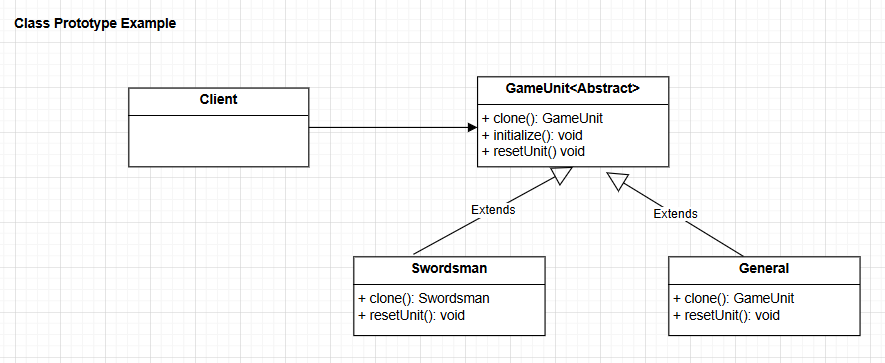 Class Prototype Example
Client
GameUnit<Abstract>
+ clone(): GameUnit
+ initialize(): void
+ resetUnit() void
Extends
Extends
Swordsman
+ clone(): Swordsman
+ resetUnit(): void
General
+ clone(): GameUnit
+ resetUnit(): void